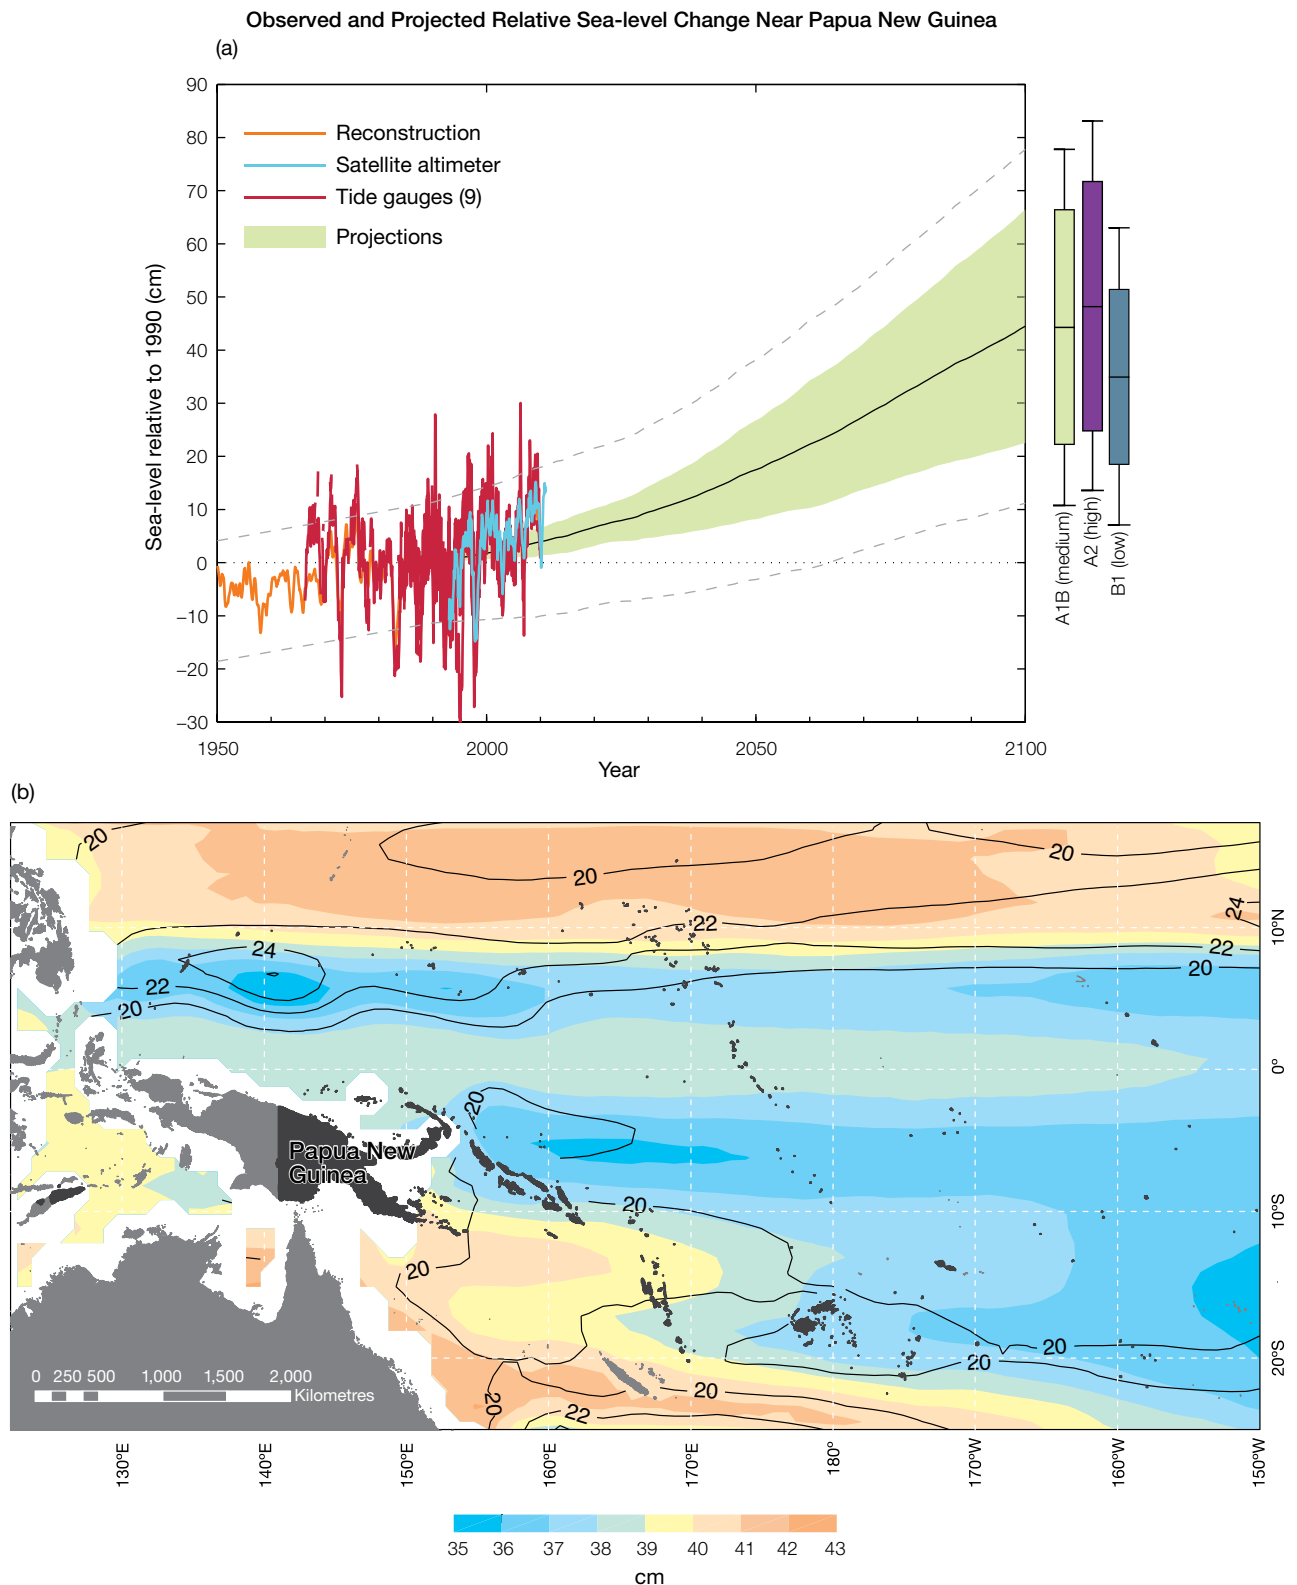 Observed and Projected Relative Sea-level Change Near Papua New Guinea
(a)
90
80
70
60
50
40
30
20
10
0
–10
–20
–30
Sea-level relative to 1990 (cm)
Reconstruction
Satellite altimeter
Tide gauges (9)
Projections
1950
2000
2050
2100
Year
A1B (medium)
A2 (high)
B1 (low)
(b)
20
20
20
22
24
24
22
22
20
20
20
Papua New
Guinea
20
20
20
20
20
20
22
0 250 500 1,000 1,500 2,000
Kilometres
10°N
0°
10°S
20°S
130°E
140°E
150°E
160°E
170°E
180°
170°W
160°W
150°W
35 36 37 38 39 40 41 42 43
cm